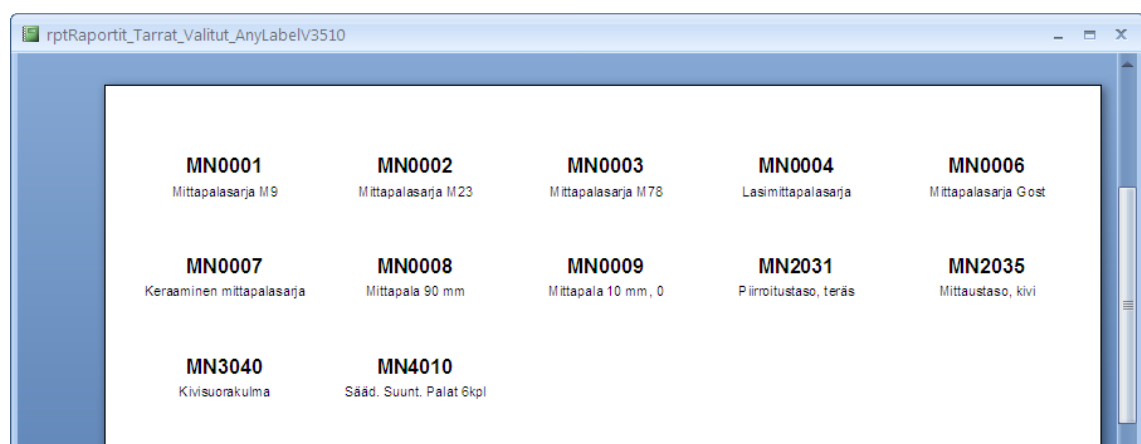 rptRaportit_Tarrat_Valitut_AnyLabelV3510
MN0001 MN0002 MN0003 MN0004 MN0006
Mittapalasarja M9 Mittapalasarja M23 Mittapalasarja M78 Lasimittapalasarja Mittapalasarja Gost
MN0007 MN0008 MN0009 MN2031 MN2035
Keraaminen mittapalasarja Mittapala 90 mm Mittapala 10 mm, 0 Piirroitustaso, teräs Mittaustaso, kivi
MN3040 MN4010
Kivisuorakulma Sääd. Suunt. Palat 6kpl